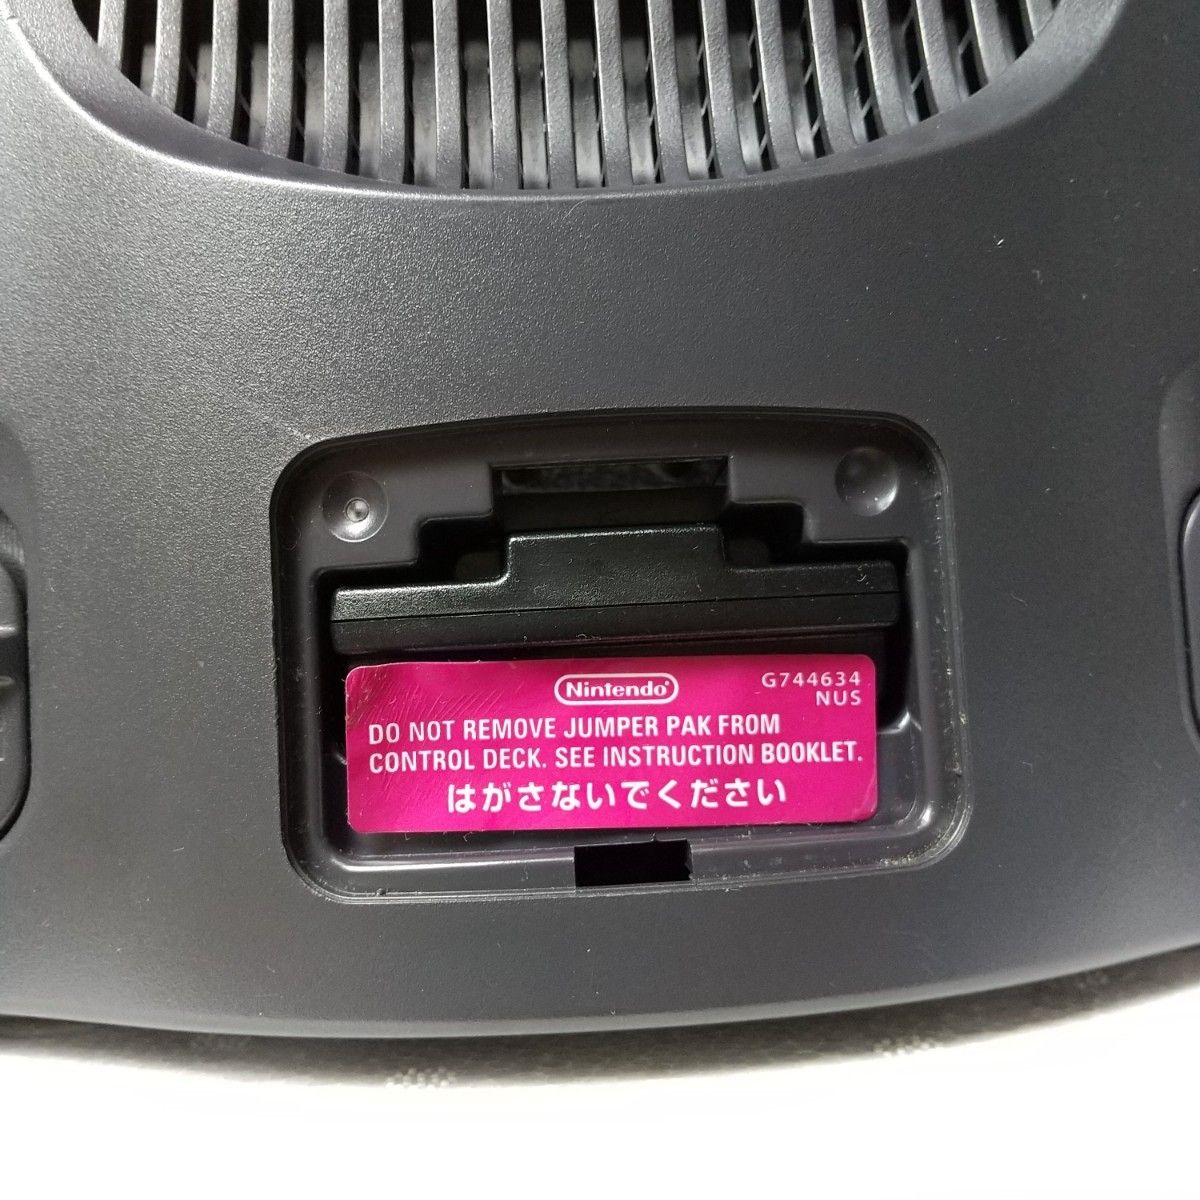 Nintendo®
G744634
NUS
DO NOT REMOVE JUMPER PAK FROM
CONTROL DECK. SEE INSTRUCTION BOOKLET.
はがさないでください